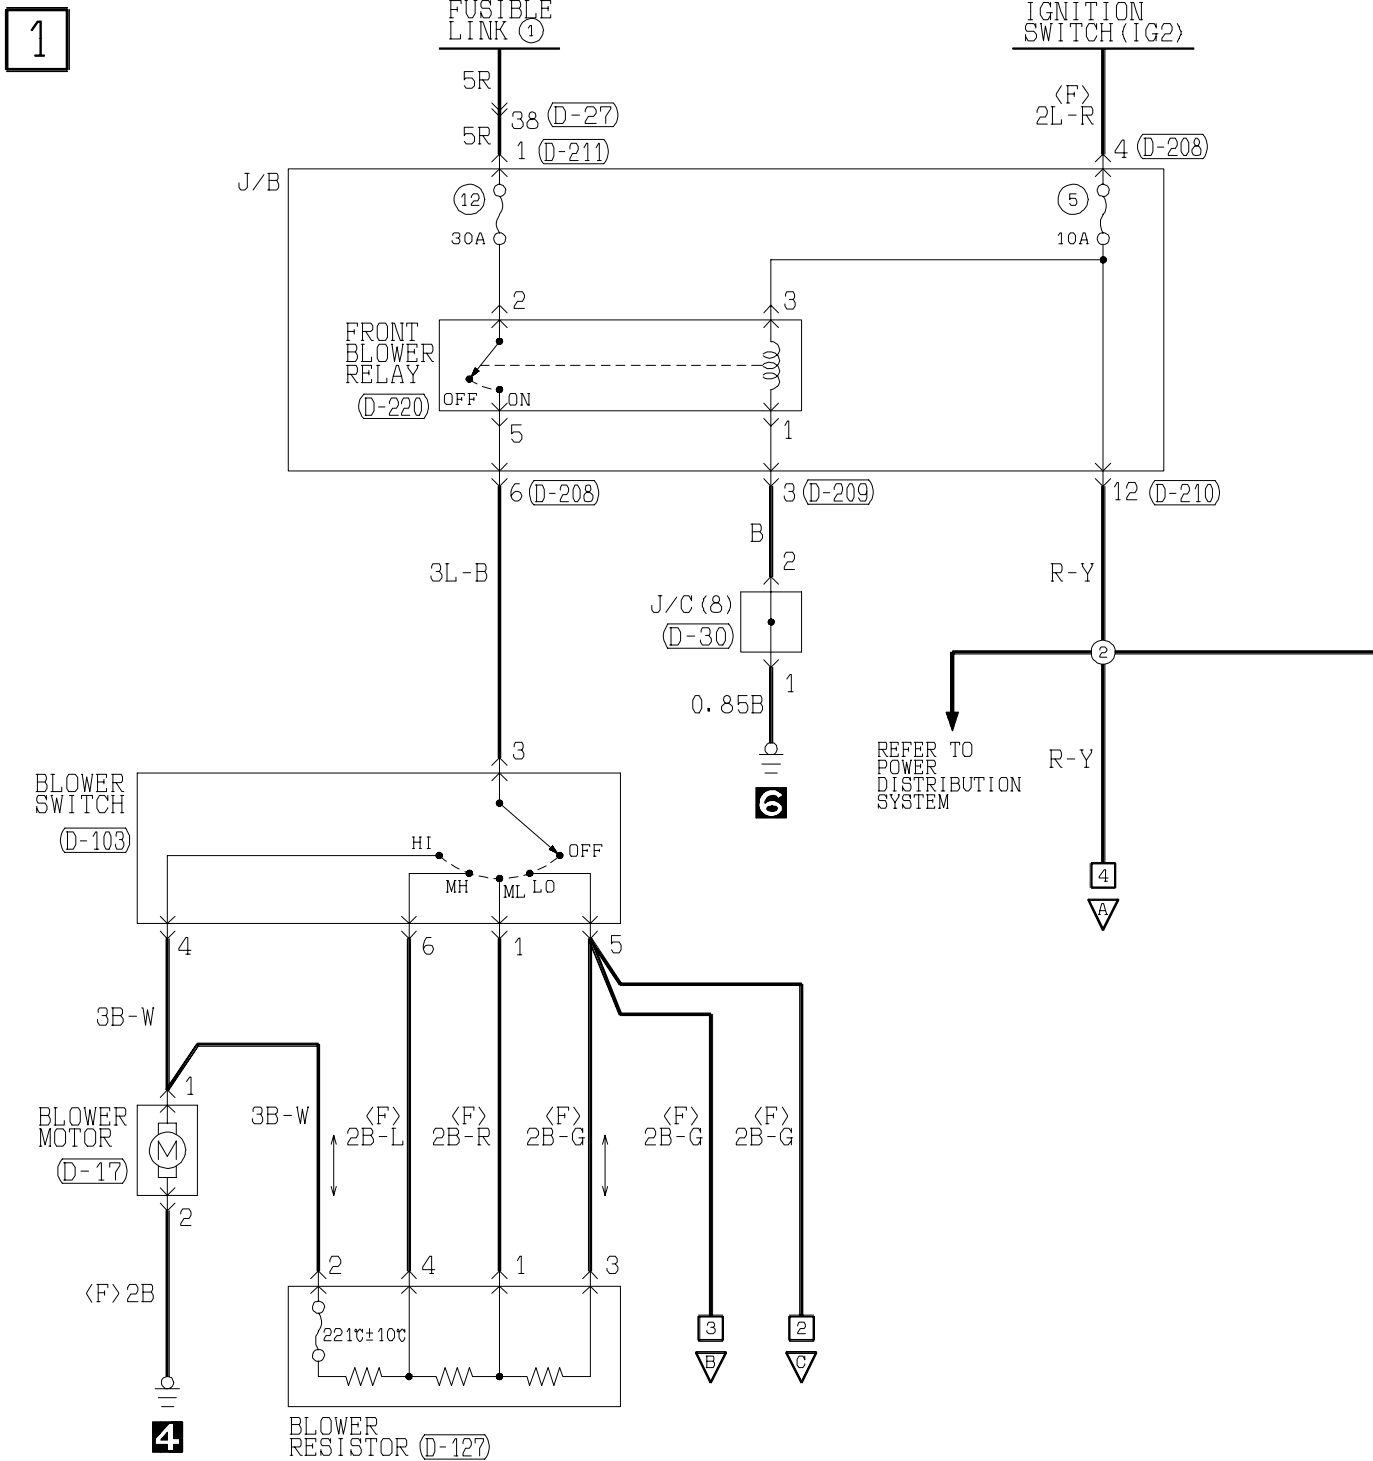 1
FUSIBLE
LINK ①
IGNITION
SWITCH(IG2)
5R
38 D-27
5R
1 D-211
<F>
2L-R
4 D-208
J/B
12
30A
5
10A
2
3
FRONT
BLOWER
RELAY
D-220
OFF
ON
5
1
6 D-208
3 D-209
12 D-210
B
2
3L-B
R-Y
J/C(8)
D-30
1
0.85B
6
2
REFER TO
POWER
DISTRIBUTION
SYSTEM
R-Y
4
A
3
BLOWER
SWITCH
D-103
HI
OFF
MH
ML
LO
4
6
1
5
3B-W
1
BLOWER
MOTOR
D-17
M
2
3B-W
<F>
2B-L
<F>
2B-R
<F>
2B-G
<F>
2B-G
<F>
2B-G
<F>2B
2
4
1
3
221℃±10℃
3
B
2
C
4
BLOWER
RESISTOR D-127